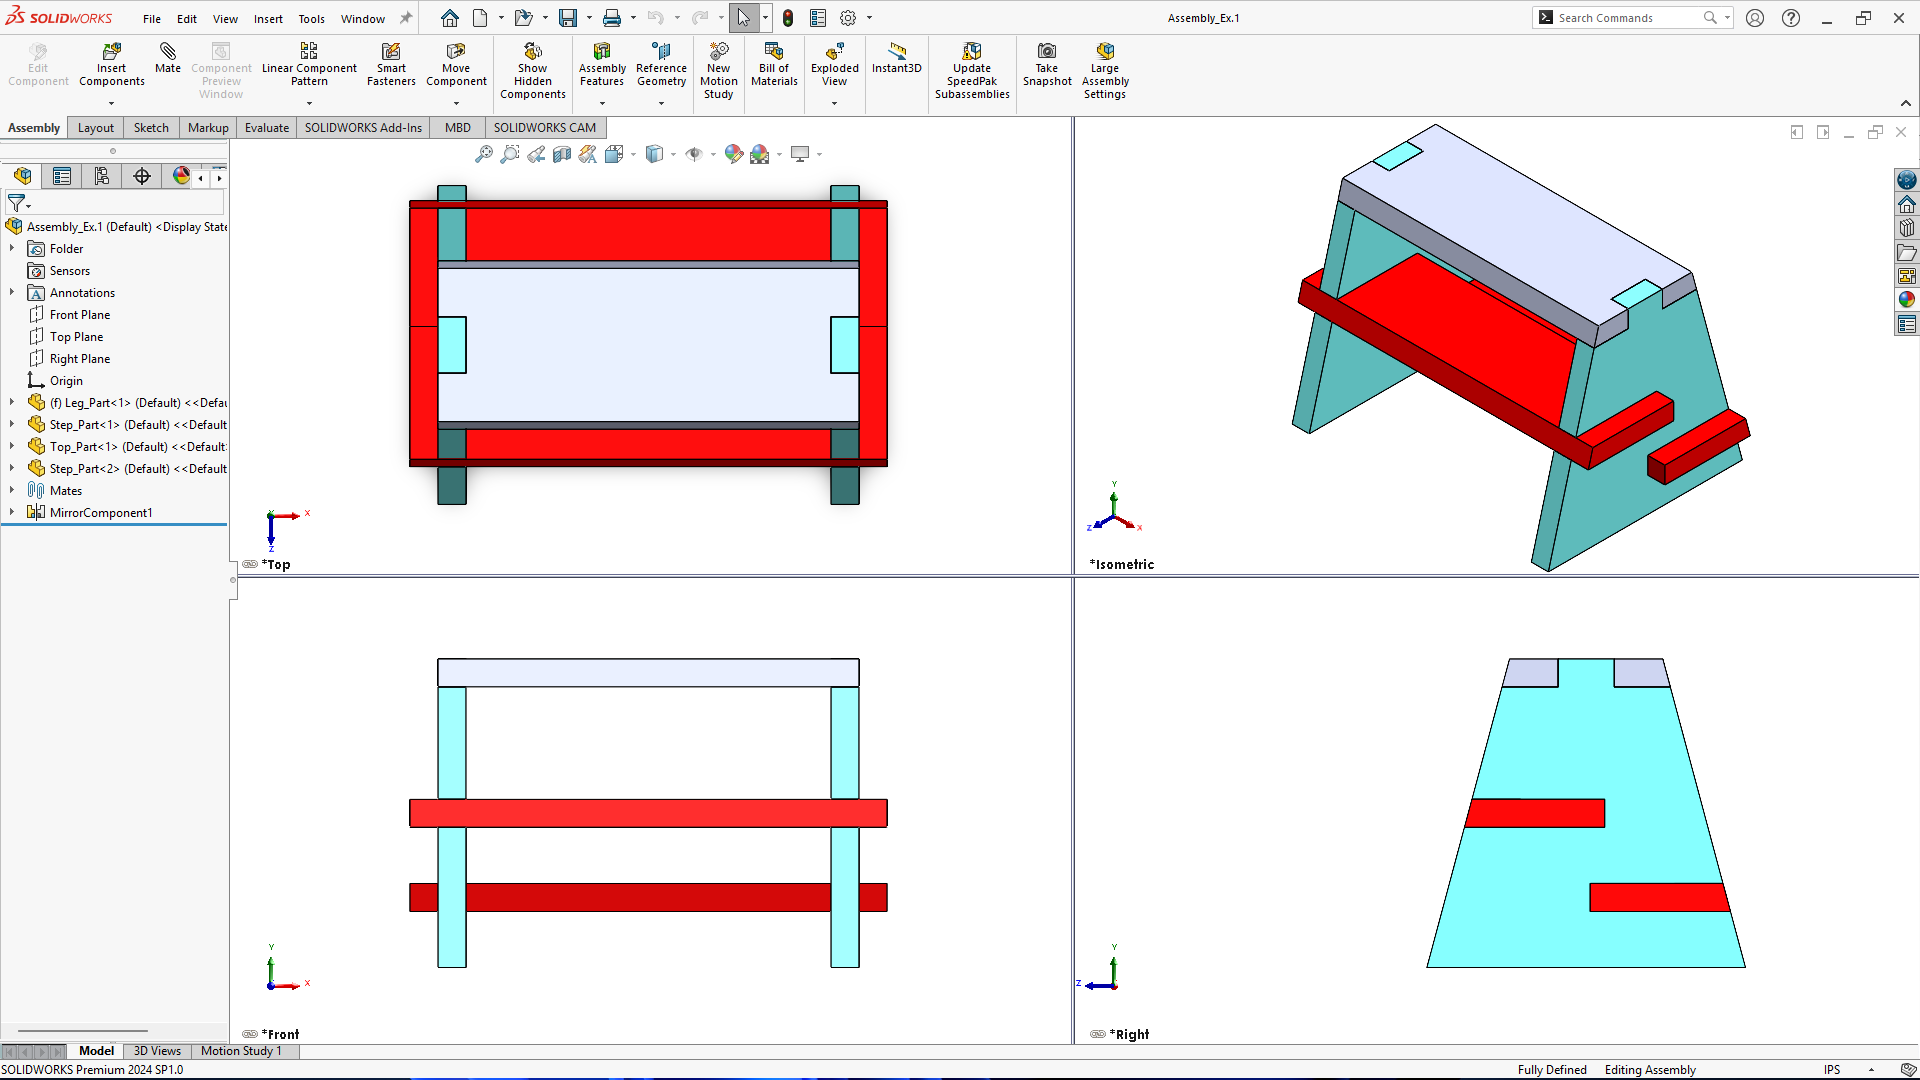 SOLIDWORKS File Edit View Insert Tools Window Assembly_Ex.1 Search Commands
Edit Component
Insert Components
Mate
Component Preview Window
Linear Component Pattern
Smart Fasteners
Move Component
Show Hidden Components
Assembly Features
Reference Geometry
New Motion Study
Bill of Materials
Exploded View
Instant3D
Update SpeedPak Subassemblies
Take Snapshot
Large Assembly Settings
Assembly Layout Sketch Markup Evaluate SOLIDWORKS Add-Ins MBD SOLIDWORKS CAM
Assembly_Ex.1 (Default) <Display State
Folder
Sensors
Annotations
Front Plane
Top Plane
Right Plane
Origin
(f) Leg_Part<1> (Default) <<Defau
Step_Part<1> (Default) <<Default
Top_Part<1> (Default) <<Default
Step_Part<2> (Default) <<Default
Mates
MirrorComponent1
Y X Z
*Top
Y Z X
*Isometric
Y X
*Front
Y Z
*Right
Model 3D Views Motion Study 1
SOLIDWORKS Premium 2024 SP1.0 Fully Defined Editing Assembly IPS